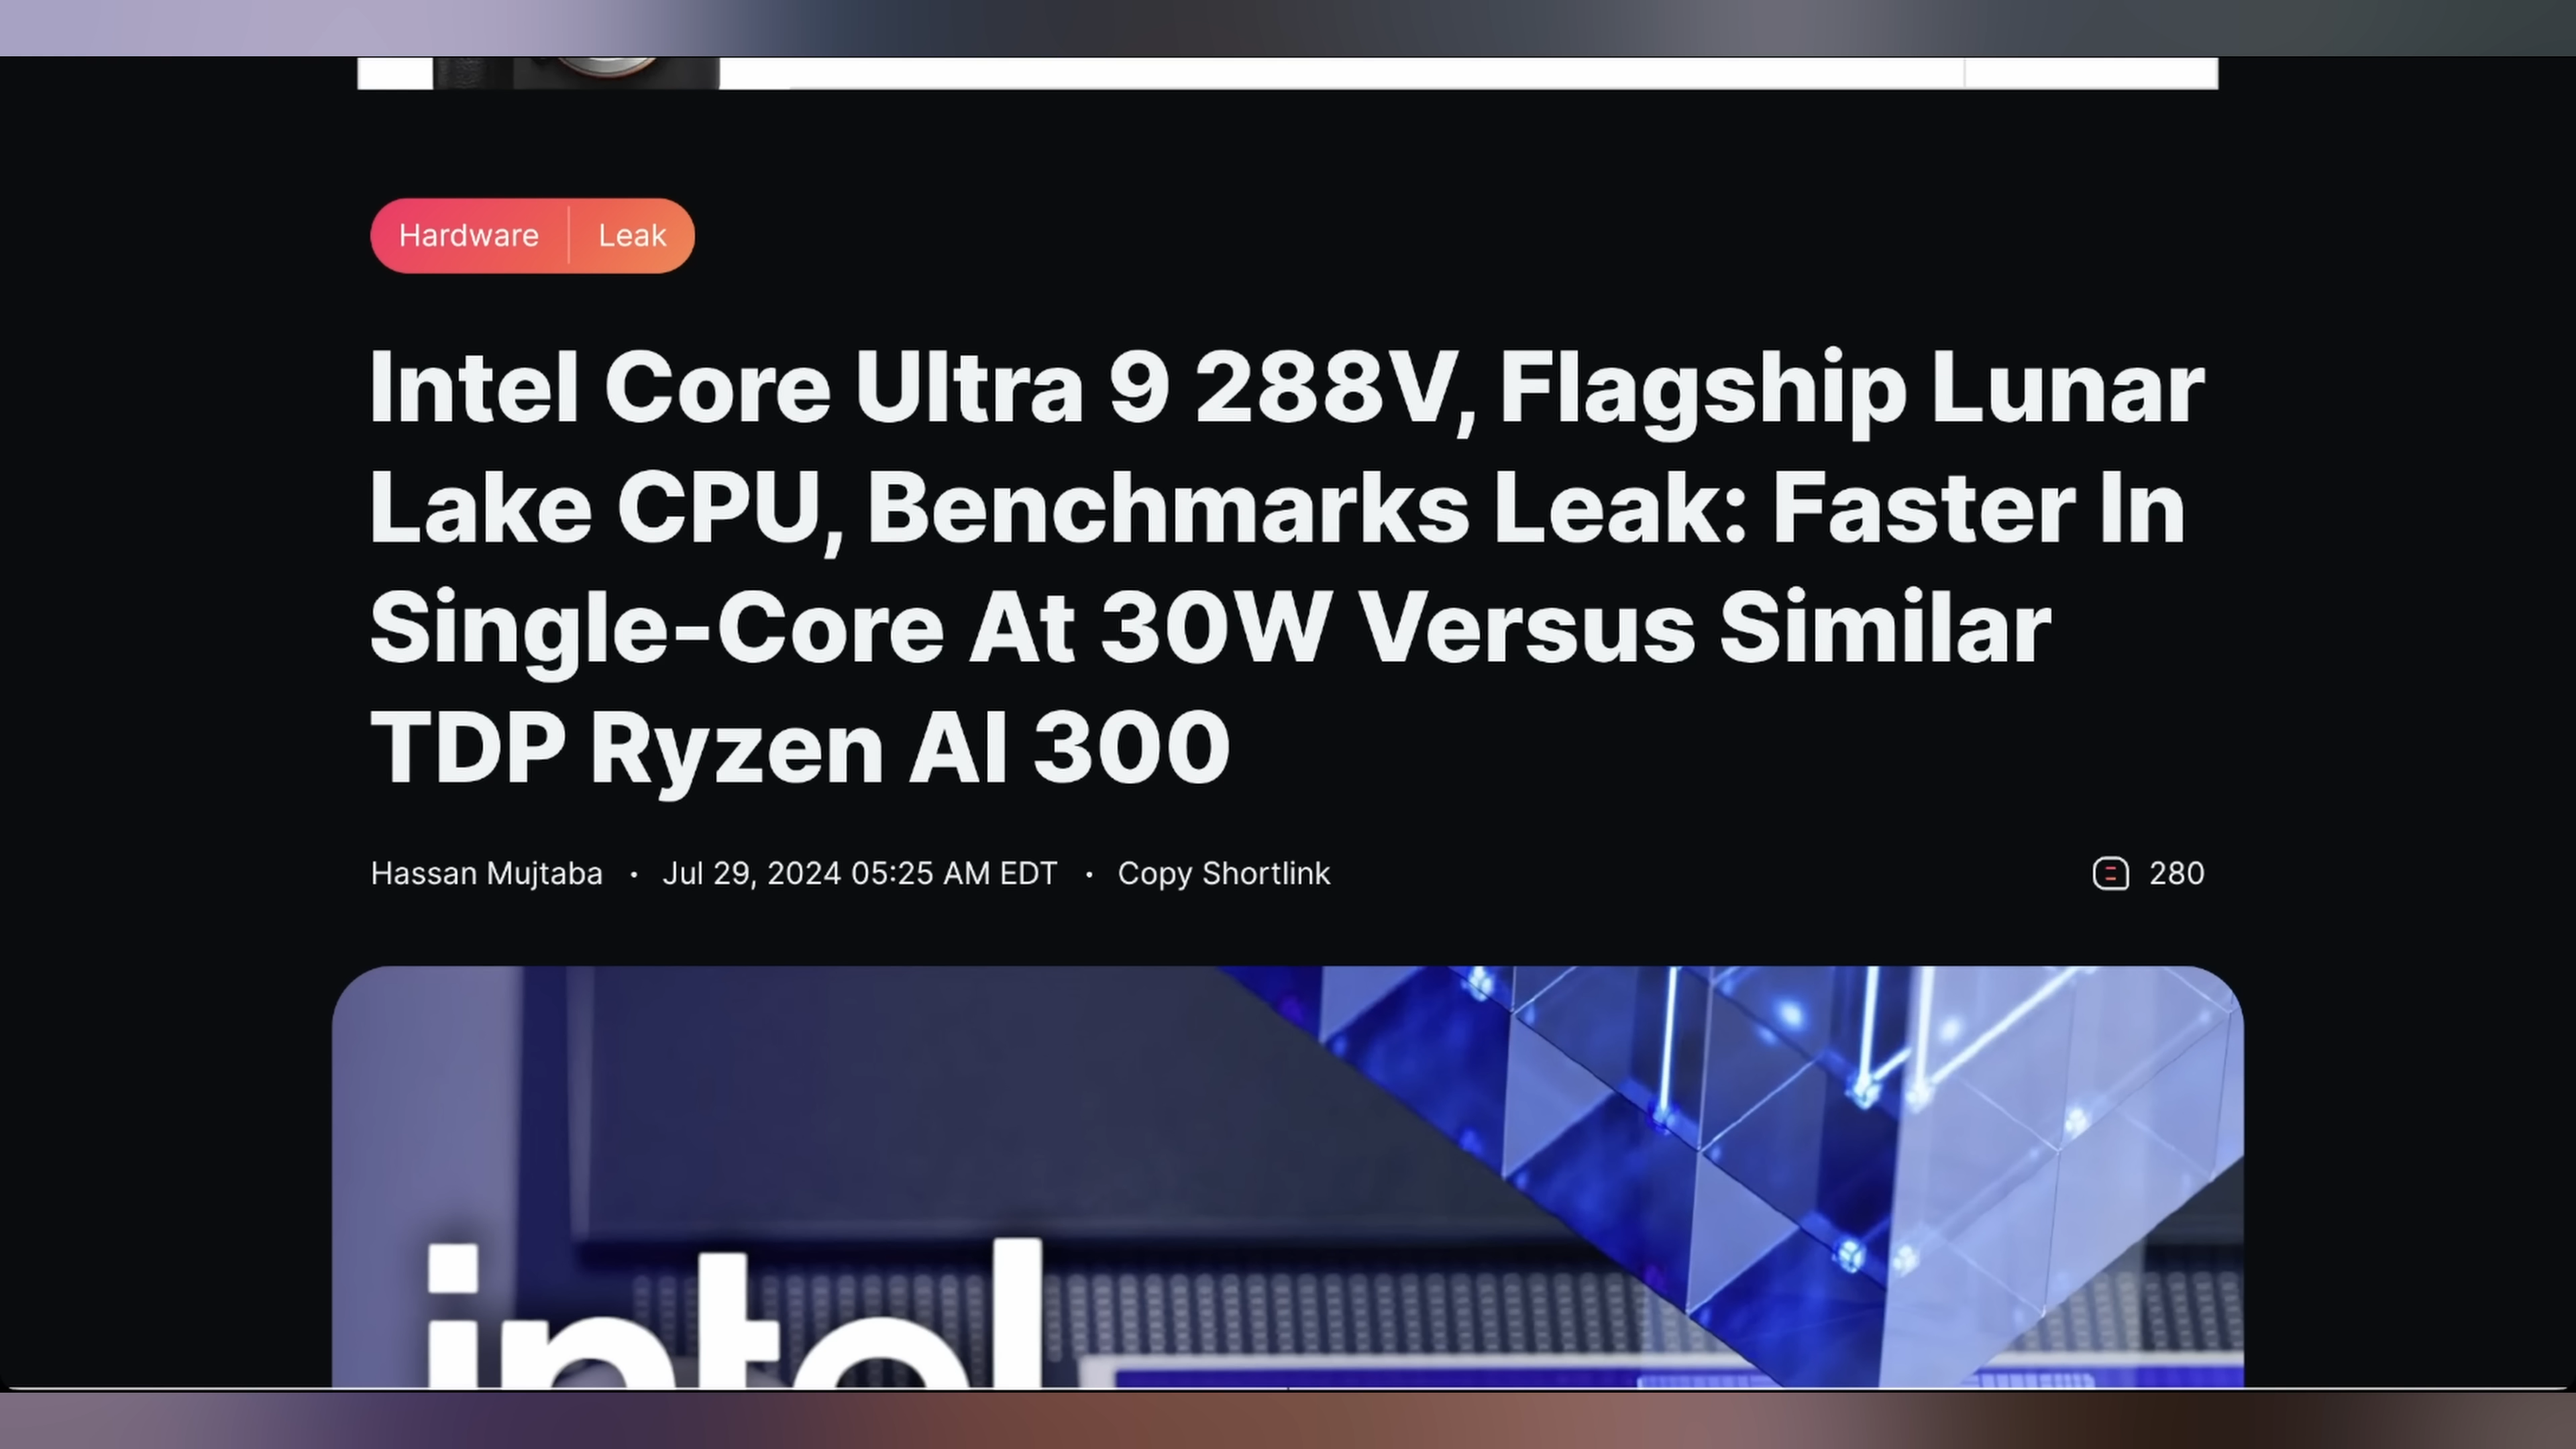 Hardware Leak
Intel Core Ultra 9 288V, Flagship Lunar
Lake CPU, Benchmarks Leak: Faster In
Single-Core At 30W Versus Similar
TDP Ryzen AI 300
Hassan Mujtaba • Jul 29, 2024 05:25 AM EDT • Copy Shortlink 280
intel